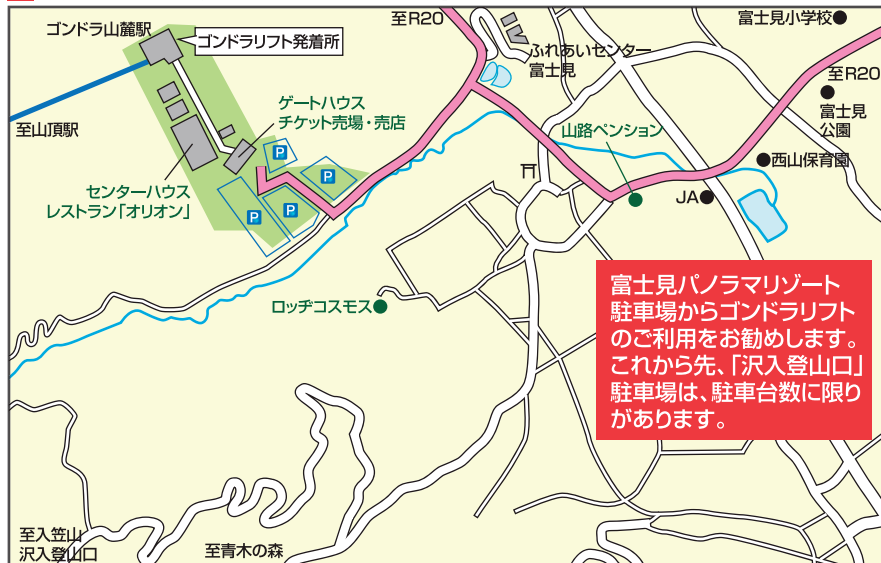 至R20
富士見小学校
ゴンドラ山麓駅
ゴンドラリフト発着所
ふれあいセンター
富士見
至R20
富士見
公園
ゲートハウス
チケット売場・売店
至山頂駅
山路ペンション
西山保育園
P
P
P
P
センターハウス
レストラン「オリオン」
JA
ロッヂコスモス
富士見パノラマリゾート
駐車場からゴンドラリフト
のご利用をお勧めします。
これから先、「沢入登山口」
駐車場は、駐車台数に限り
があります。
至入笠山
沢入登山口
至青木の森